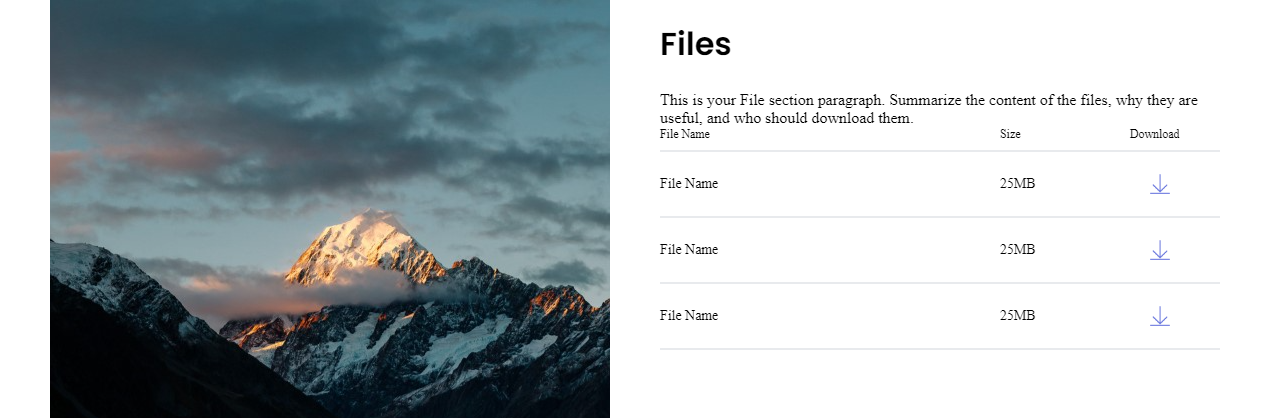 Files
This is your File section paragraph. Summarize the content of the files, why they are
useful, and who should download them.
File Name Size Download
File Name 25MB
File Name 25MB
File Name 25MB